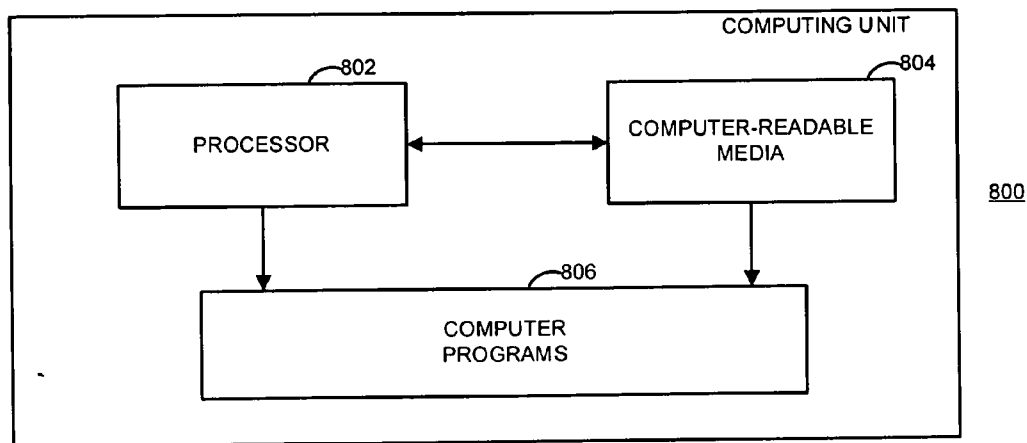 COMPUTING UNIT
802
804
PROCESSOR
COMPUTER-READABLE
MEDIA
800
806
COMPUTER
PROGRAMS